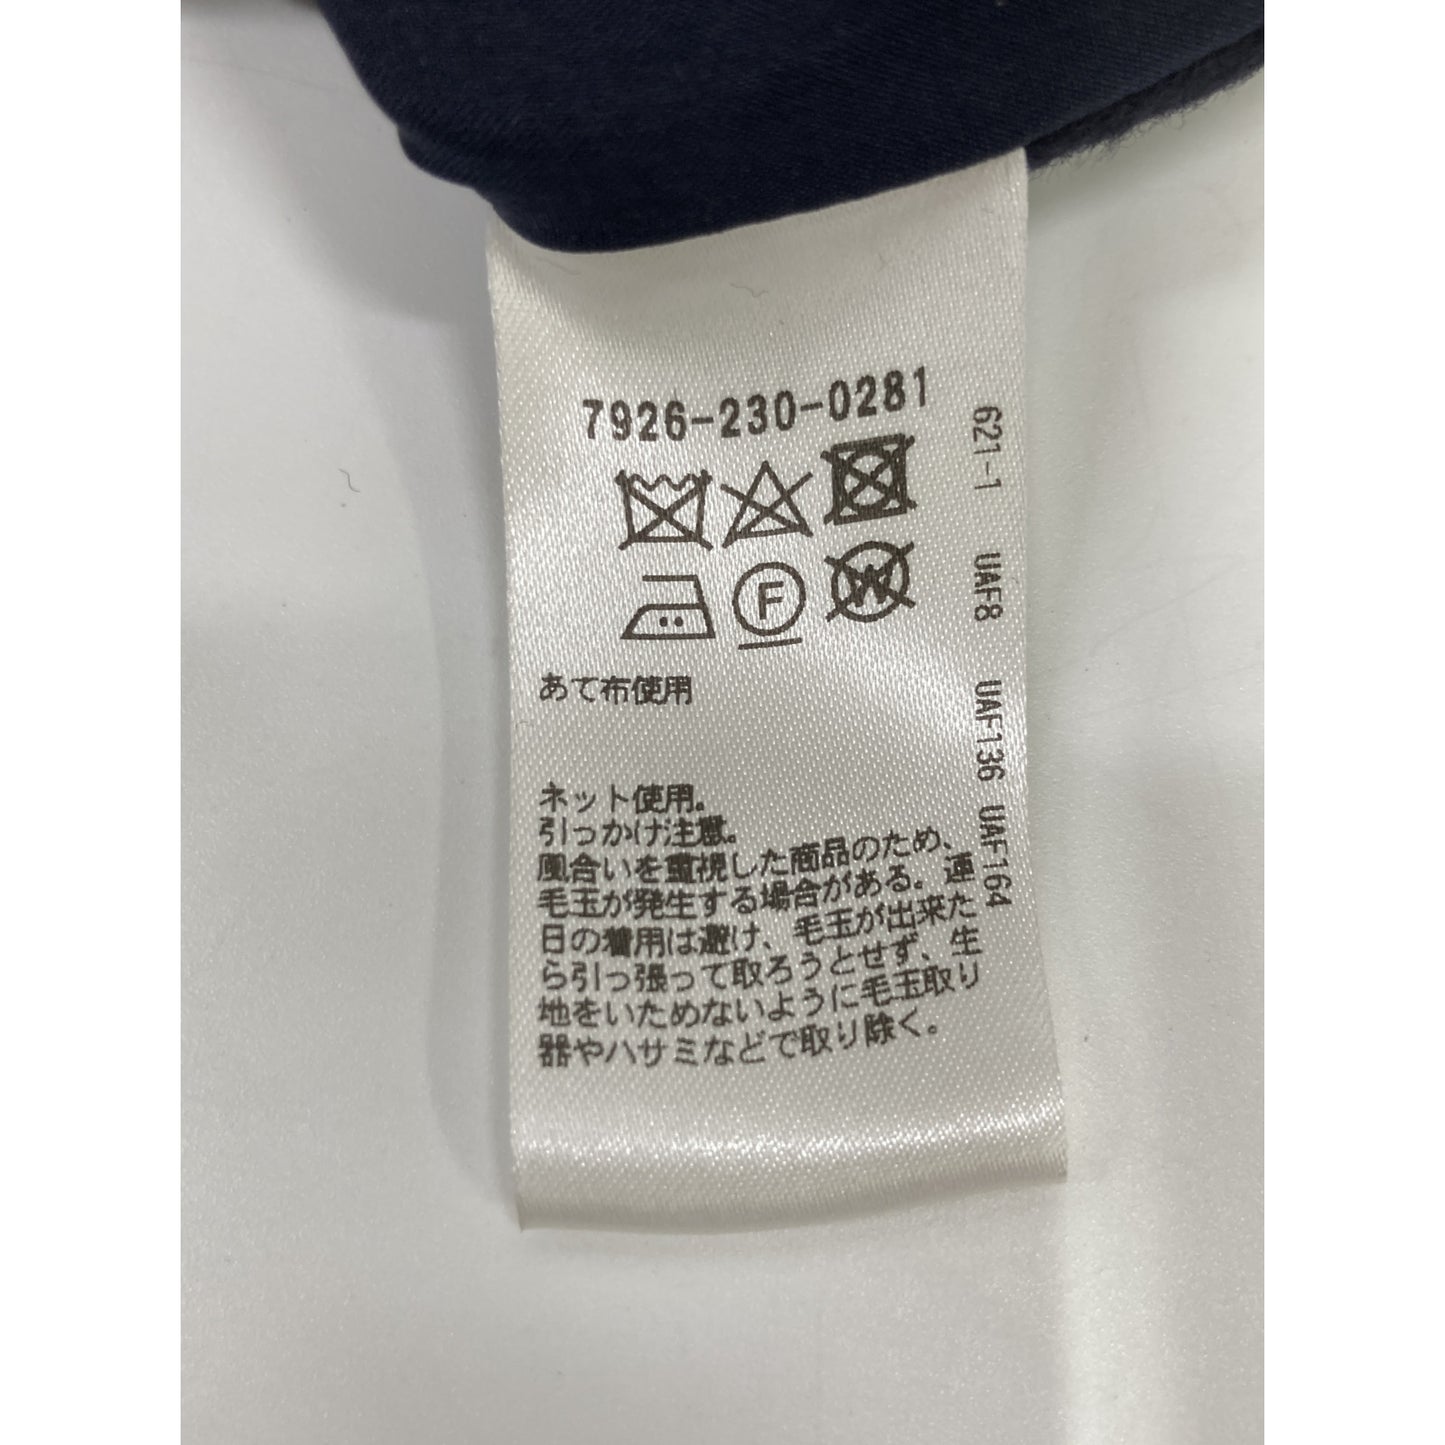 7926-230-0281
F
W
あて布使用
ネット使用。
引っかけ注意。
風合いを重視した商品のため、
毛玉が発生する場合がある。連
日の着用は避け、毛玉が出来た
ら引っ張って取ろうとせず、生
地をいためないように毛玉取り
器やハサミなどで取り除く。
621-1 UAF8 UAF136 UAF164